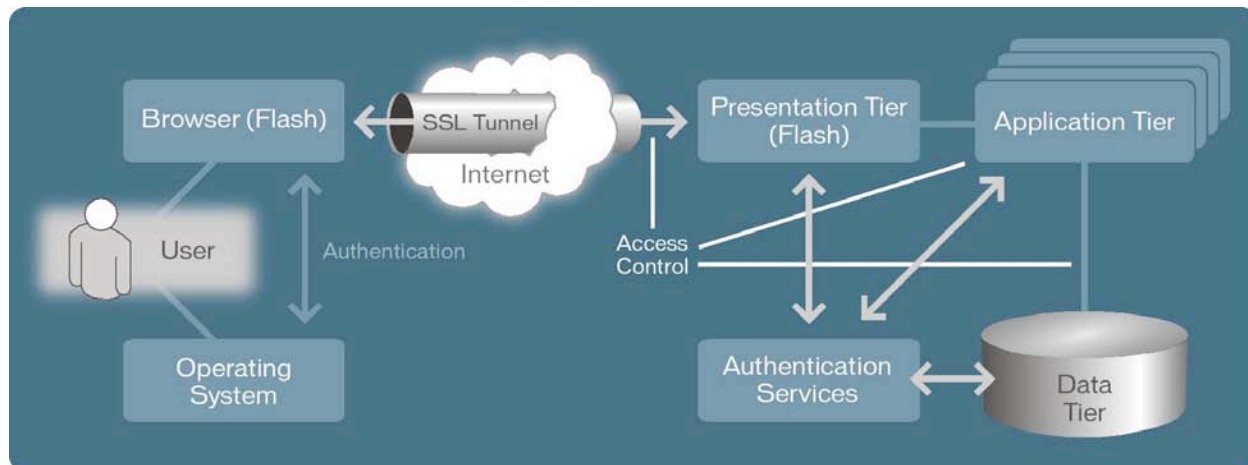 Browser (Flash)
SSL Tunnel
Internet
Presentation Tier
(Flash)
Application Tier
User
Authentication
Access
Control
Operating
System
Authentication
Services
Data
Tier